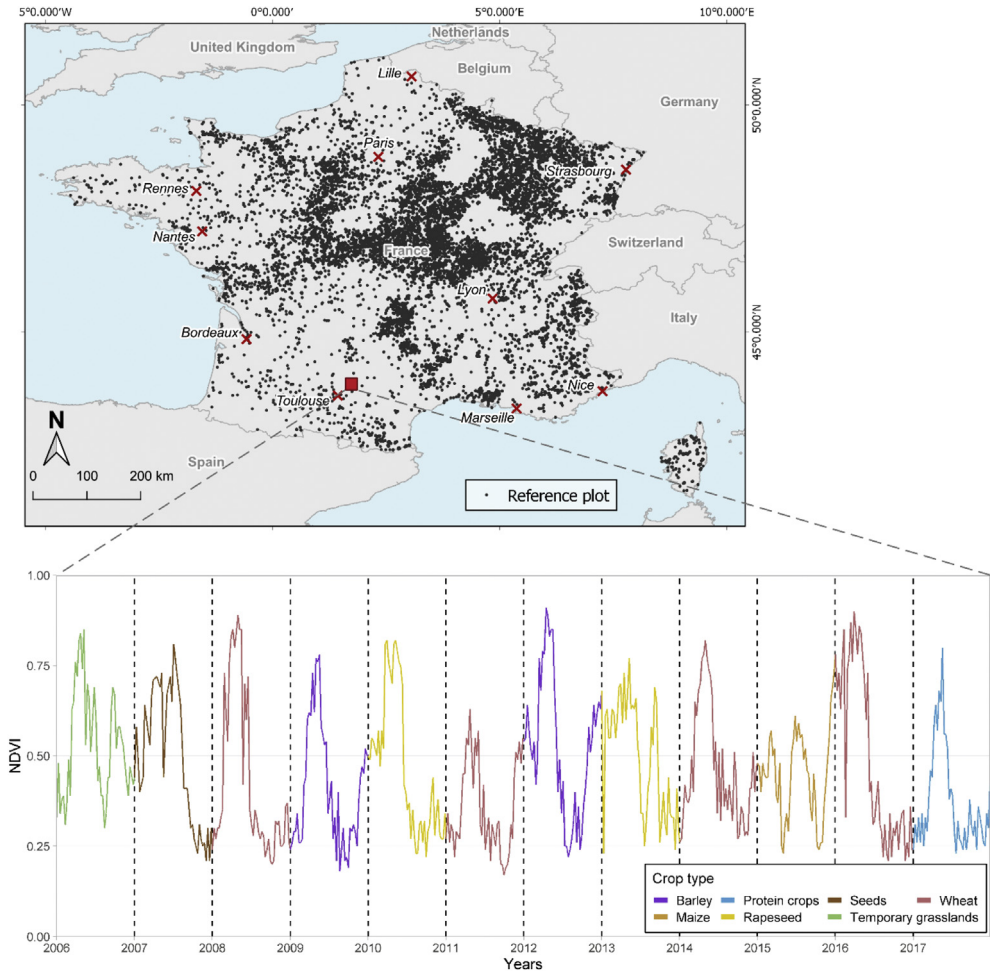 5°0.000'0'' 0°0.000'0'' 5°0.000'00'' 10°0.000'0''
United Kingdom
Netherlands
Belgium
Germany
Lille
50°0.000'N
Paris
Strasbourg
Rennes
Nantes
France
Switzerland
Lyon
Italy
45°0.000'N
Bordeaux
Nice
Toulouse
Marseille
N
0 100 200 km
Spain
Reference plot
1.00
0.75
0.50
0.25
0.00
NDVI
Crop type
Barley Protein crops Seeds Wheat
Maize Rapeseed Temporary grasslands
2006 2007 2008 2009 2010 2011 2012 2013 2014 2015 2016 2017
Years